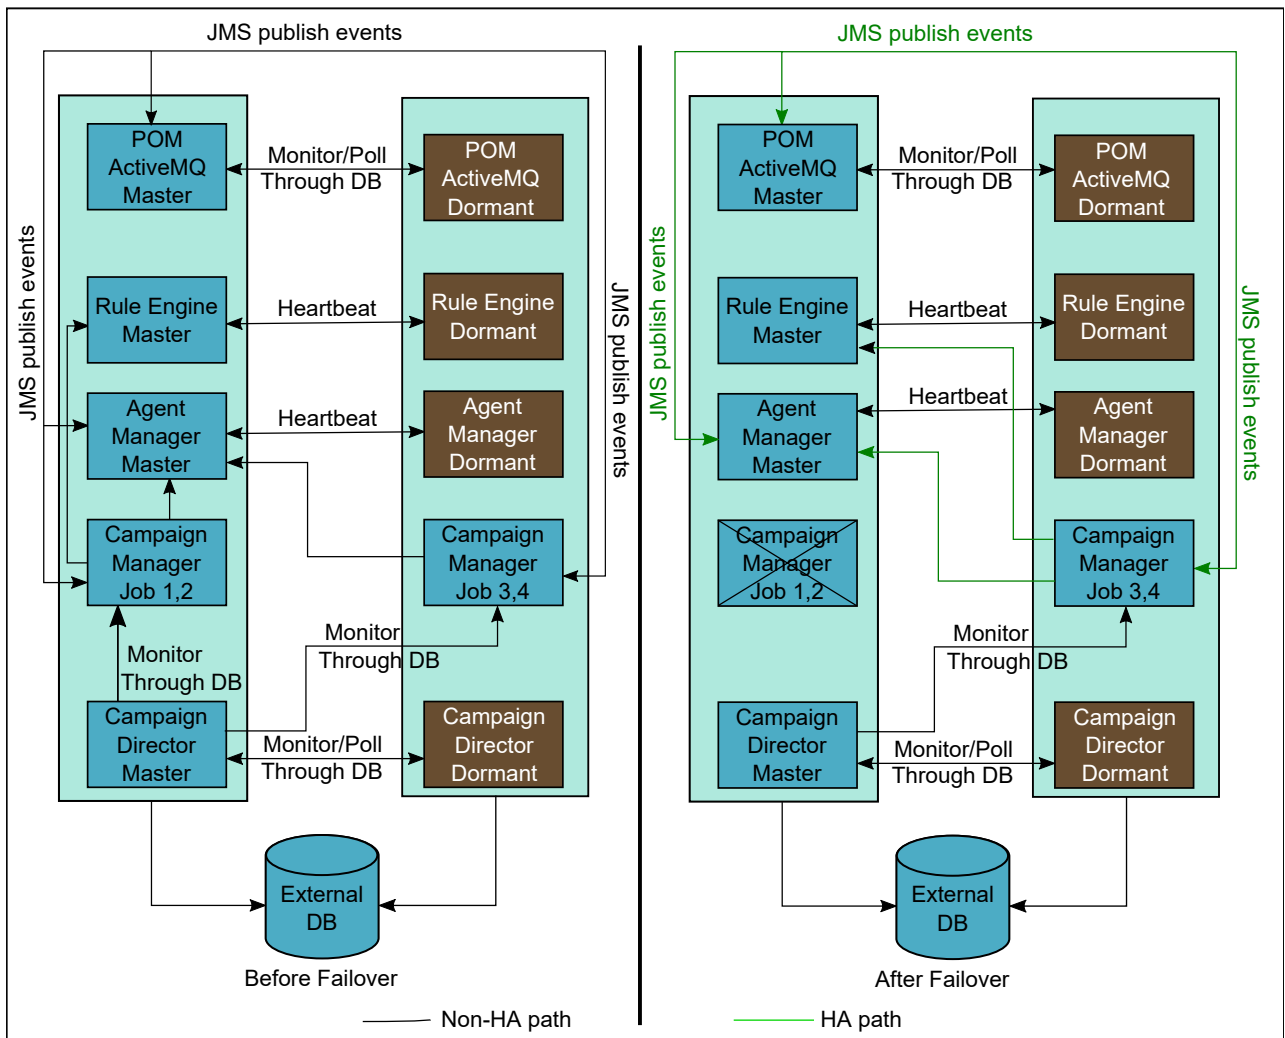 JMS publish events
POM
ActiveMQ
Master
Monitor/Poll
Through DB
POM
ActiveMQ
Dormant
JMS publish events
Rule Engine
Master
Heartbeat
Rule Engine
Dormant
JMS publish events
Agent
Manager
Master
Heartbeat
Agent
Manager
Dormant
Campaign
Manager
Job 1,2
Campaign
Manager
Job 3,4
Monitor
Through DB
Monitor
Through DB
Campaign
Director
Master
Monitor/Poll
Through DB
Campaign
Director
Dormant
External
DB
Before Failover
JMS publish events
POM
ActiveMQ
Master
Monitor/Poll
Through DB
POM
ActiveMQ
Dormant
JMS publish events
Rule Engine
Master
Heartbeat
Rule Engine
Dormant
JMS publish events
Agent
Manager
Master
Heartbeat
Agent
Manager
Dormant
Campaign
Manager
Job 1,2
Campaign
Manager
Job 3,4
Monitor
Through DB
Campaign
Director
Master
Monitor/Poll
Through DB
Campaign
Director
Dormant
External
DB
After Failover
Non-HA path
HA path